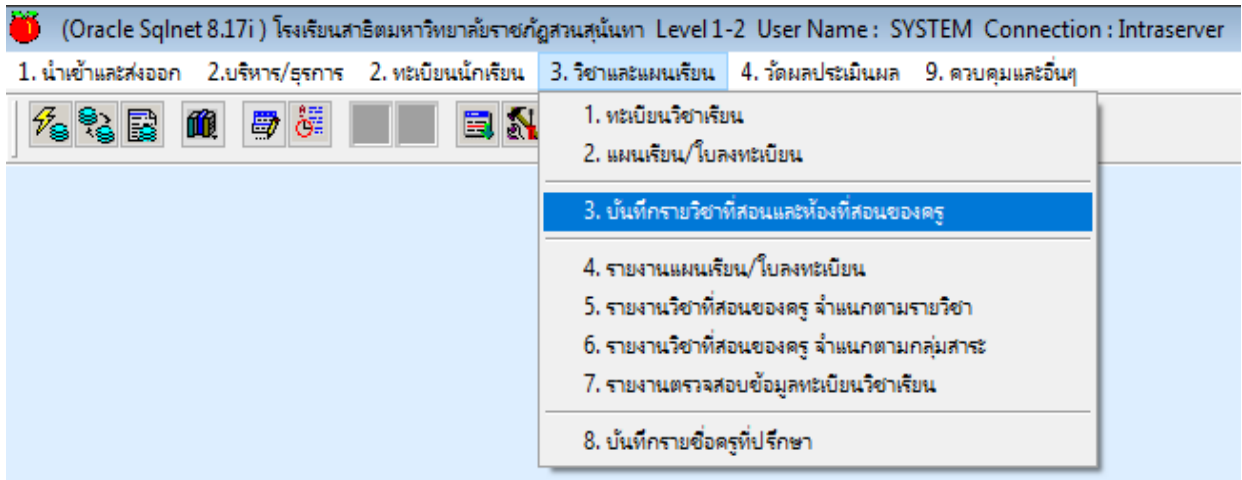 (Oracle Sqlnet 8.17i ) โรงเรียนสาธิตมหาวิทยาลัยราชภัฏสวนสุนันทา Level 1-2 User Name : SYSTEM Connection : Intraserver
1. นำเข้าและส่งออก 2.บริหาร/ธุรการ 2. ทะเบียนนักเรียน 3. วิชาและแผนเรียน 4. วัดผลประเมินผล 9. ควบคุมและอื่นๆ
1. ทะเบียนวิชาเรียน
2. แผนเรียน/ใบลงทะเบียน
3. บันทึกรายวิชาที่สอนและห้องที่สอนของครู
4. รายงานแผนเรียน/ใบลงทะเบียน
5. รายงานวิชาที่สอนของครู จำแนกตามรายวิชา
6. รายงานวิชาที่สอนของครู จำแนกตามกลุ่มสาระ
7. รายงานตรวจสอบข้อมูลทะเบียนวิชาเรียน
8. บันทึกรายชื่อครูที่ปรึกษา